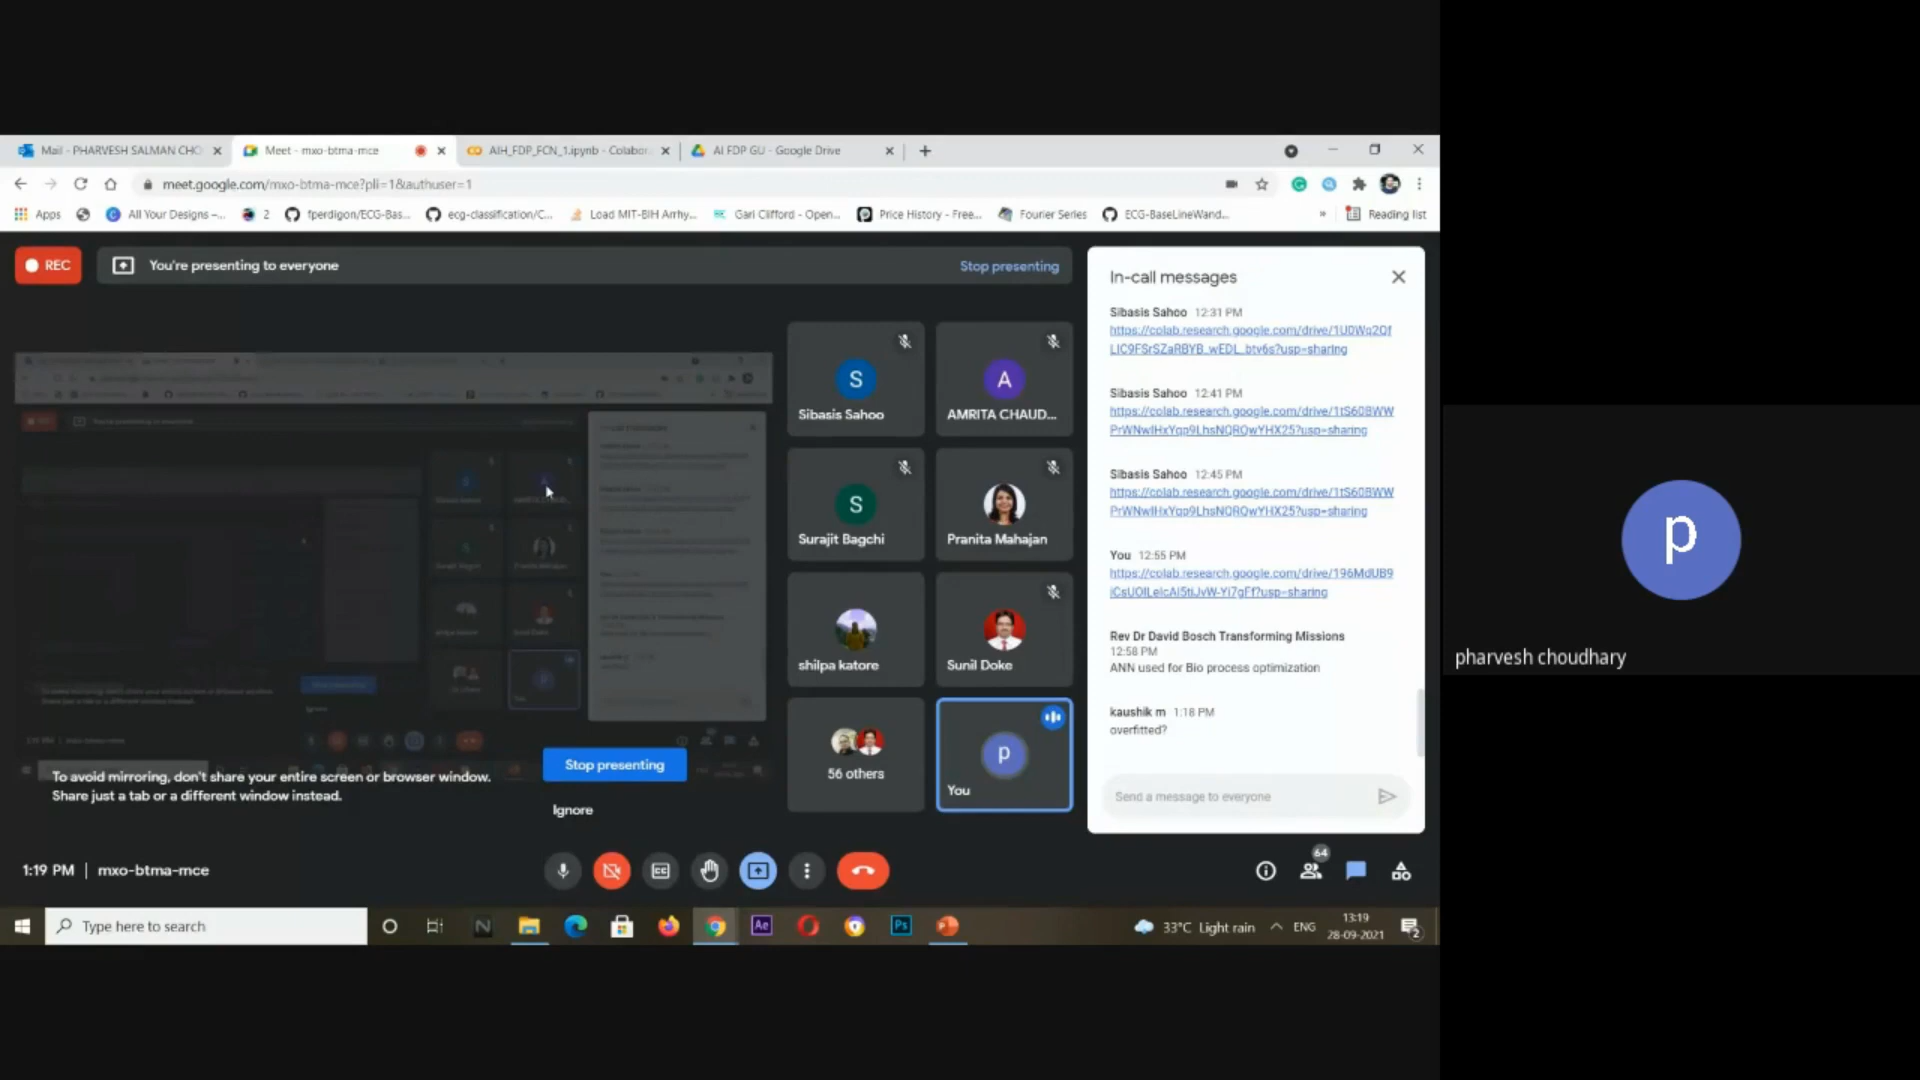 Mail - PHARVESH SALMAN CHO
Meet - mxo-btma-mce
AIH_FDP_FCN_1.ipynb - Colabor
AI FDP GU - Google Drive
meet.google.com/mxo-btma-mce?pli=1&authuser=1
Apps
All Your Designs –...
2
fperdigon/ECG-Bas...
ecg-classification/C...
Load MIT-BIH Arrhy...
Gari Clifford - Open...
Price History - Free...
Fourier Series
ECG-BaseLineWand...
»
Reading list
REC
You're presenting to everyone
Stop presenting
In-call messages
Sibasis Sahoo 12:31 PM
Sibasis Sahoo 12:41 PM
Sibasis Sahoo 12:45 PM
You 12:55 PM
Rev Dr David Bosch Transforming Missions
12:58 PM
ANN used for Bio process optimization
kaushik m 1:18 PM
overfitted?
Send a message to everyone
S
Sibasis Sahoo
A
AMRITA CHAUD...
S
Surajit Bagchi
Pranita Mahajan
shilpa katore
Sunil Doke
56 others
P
You
To avoid mirroring, don't share your entire screen or browser window.
Share just a tab or a different window instead.
Stop presenting
Ignore
1:19 PM | mxo-btma-mce
64
Type here to search
N
Ae
Ps
33°C Light rain
ENG
13:19
28-09-2021
2
p
pharvesh choudhary